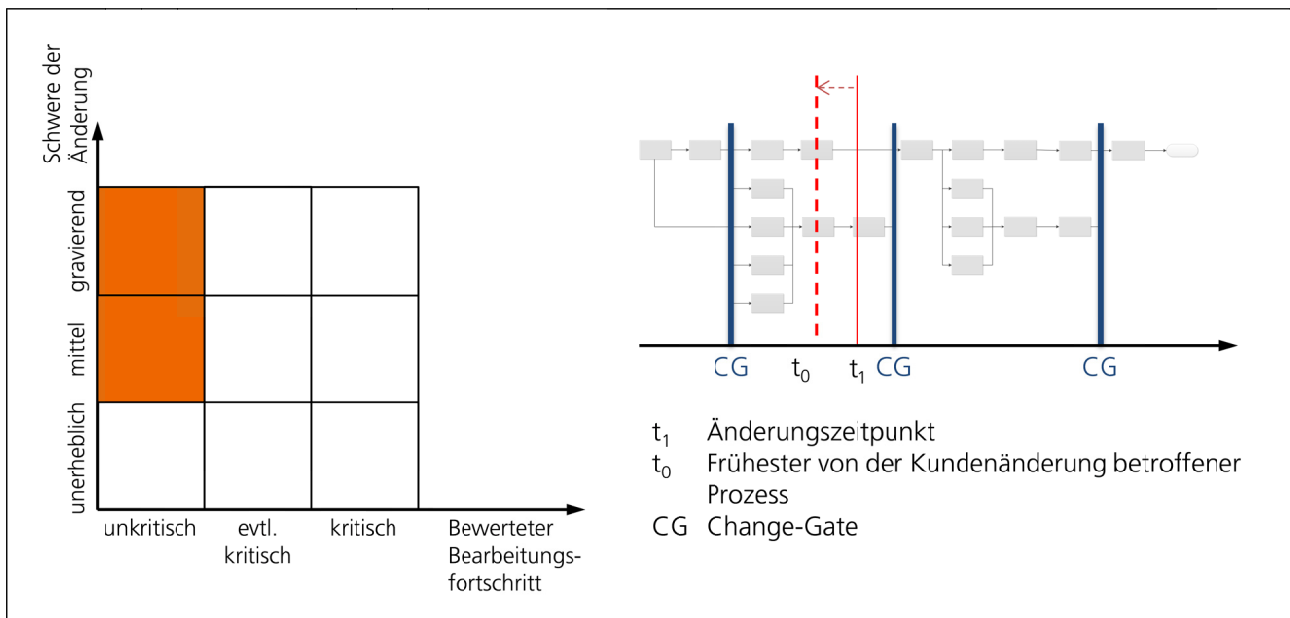 Schwere der
Änderung
gravierend
mittel
unerheblich
unkritisch
evtl.
kritisch
kritisch
Bewerteter
Bearbeitungs-
fortschritt
CG
t₀
t₁
CG
CG
t₁ Änderungszeitpunkt
t₀ Frühester von der Kundenänderung betroffener
Prozess
CG Change-Gate